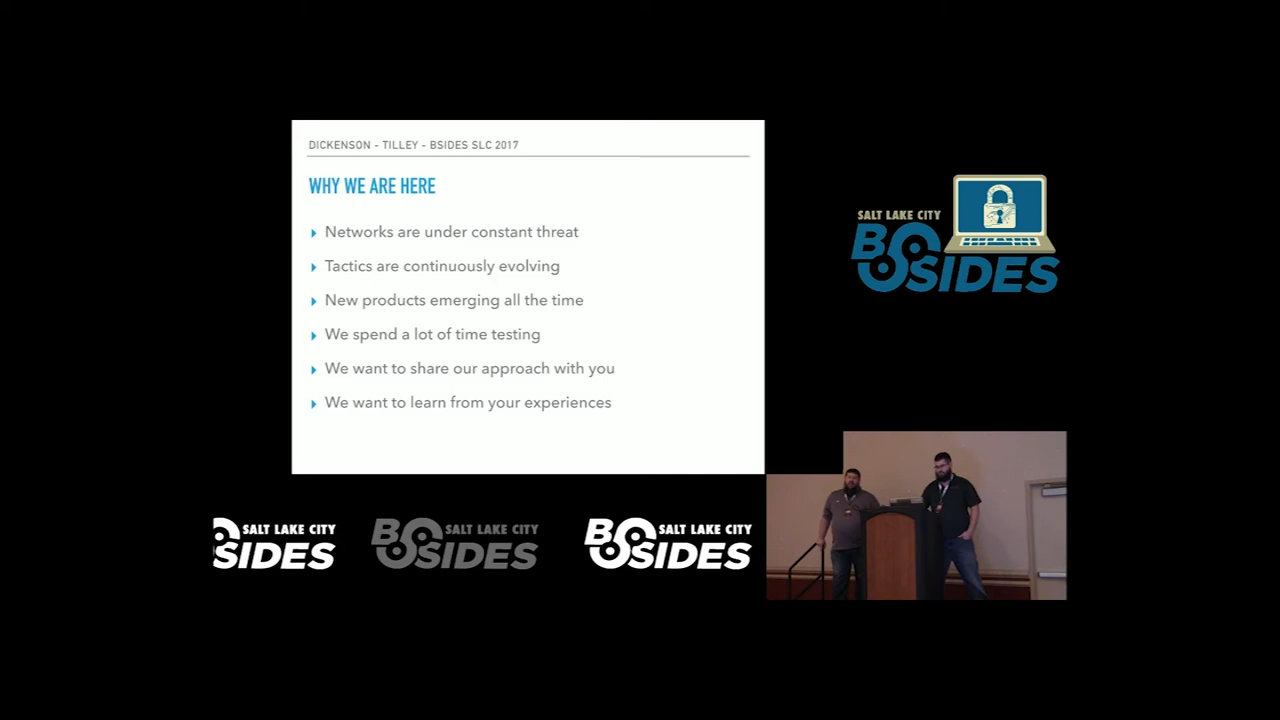 DICKENSON - TILLEY - BSIDES SLC 2017
WHY WE ARE HERE
Networks are under constant threat
Tactics are continuously evolving
New products emerging all the time
We spend a lot of time testing
We want to share our approach with you
We want to learn from your experiences
SALT LAKE CITY
BSIDES
SALT LAKE CITY
SIDES
SALT LAKE CITY
BSIDES
SALT LAKE CITY
BSIDES